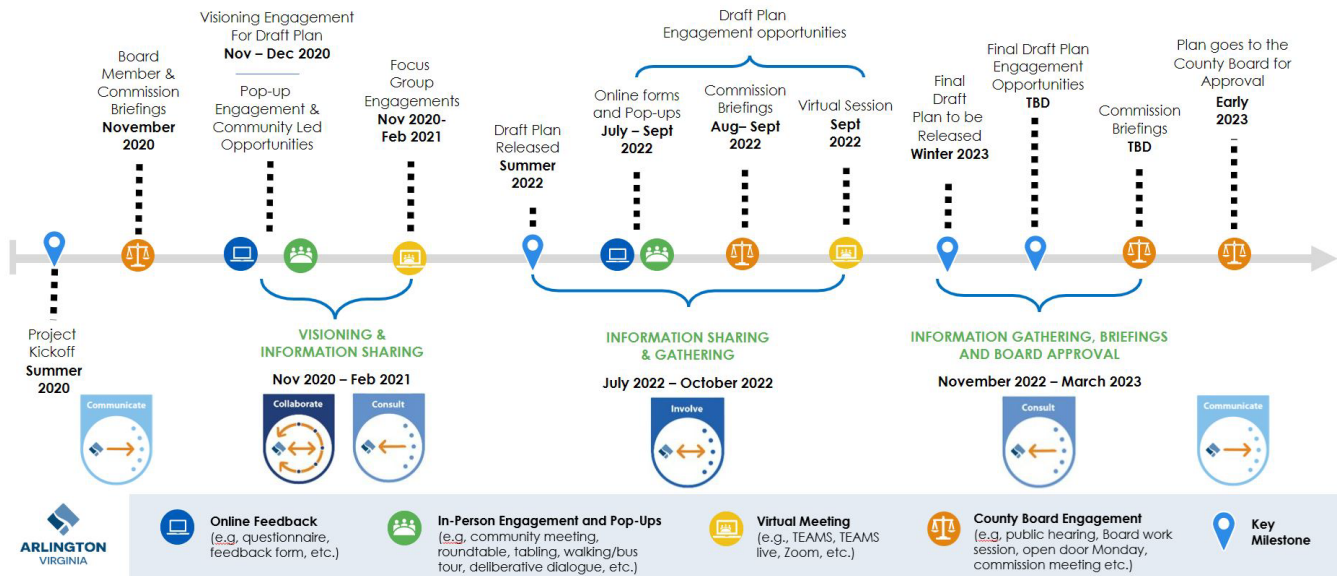 Board
Member &
Commission
Briefings
November
2020
Visioning Engagement
For Draft Plan
Nov – Dec 2020
Pop-up
Engagement &
Community Led
Opportunities
Focus
Group
Engagements
Nov 2020-
Feb 2021
Draft Plan
Released
Summer
2022
Draft Plan
Engagement opportunities
Online forms
and Pop-ups
July – Sept
2022
Commission
Briefings
Aug– Sept
2022
Virtual Session
Sept
2022
Final
Draft
Plan to be
Released
Winter 2023
Final Draft Plan
Engagement
Opportunities
TBD
Commission
Briefings
TBD
Plan goes to the
County Board for
Approval
Early
2023
Project
Kickoff
Summer
2020
VISIONING &
INFORMATION SHARING
Nov 2020 – Feb 2021
INFORMATION SHARING
& GATHERING
July 2022 – October 2022
INFORMATION GATHERING, BRIEFINGS
AND BOARD APPROVAL
November 2022 – March 2023
Communicate
Collaborate
Consult
Involve
Consult
Communicate
ARLINGTON
VIRGINIA
Online Feedback
(e.g, questionnaire,
feedback form, etc.)
In-Person Engagement and Pop-Ups
(e.g, community meeting,
roundtable, tabling, walking/bus
tour, deliberative dialogue, etc.)
Virtual Meeting
(e.g., TEAMS, TEAMS
live, Zoom, etc.)
County Board Engagement
(e.g, public hearing, Board work
session, open door Monday,
commission meeting etc.)
Key
Milestone